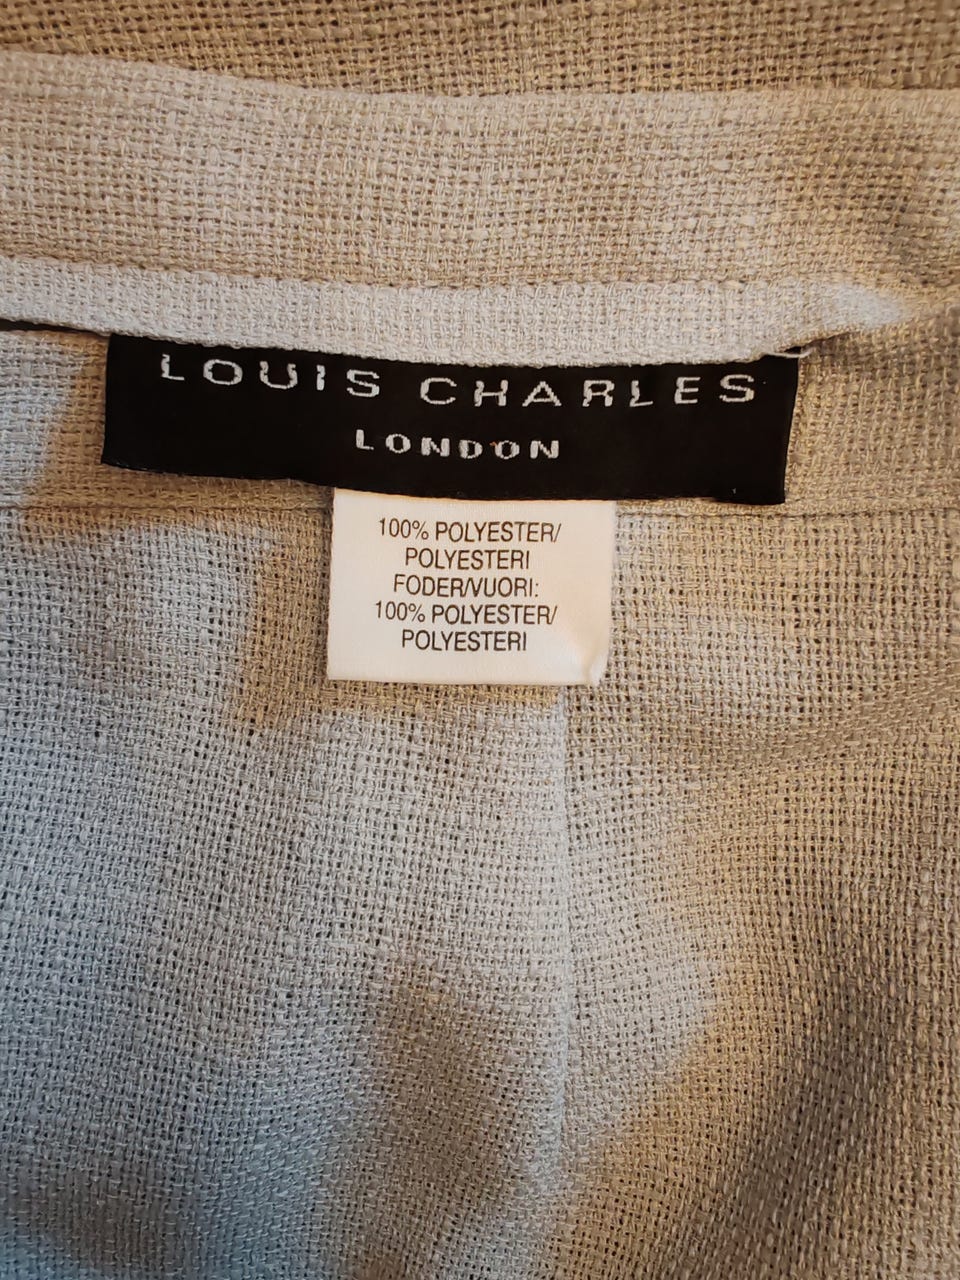 LOUIS CHARLES
LONDON
100% POLYESTER/
POLYESTERI
FODER/VUORI:
100% POLYESTER/
POLYESTERI